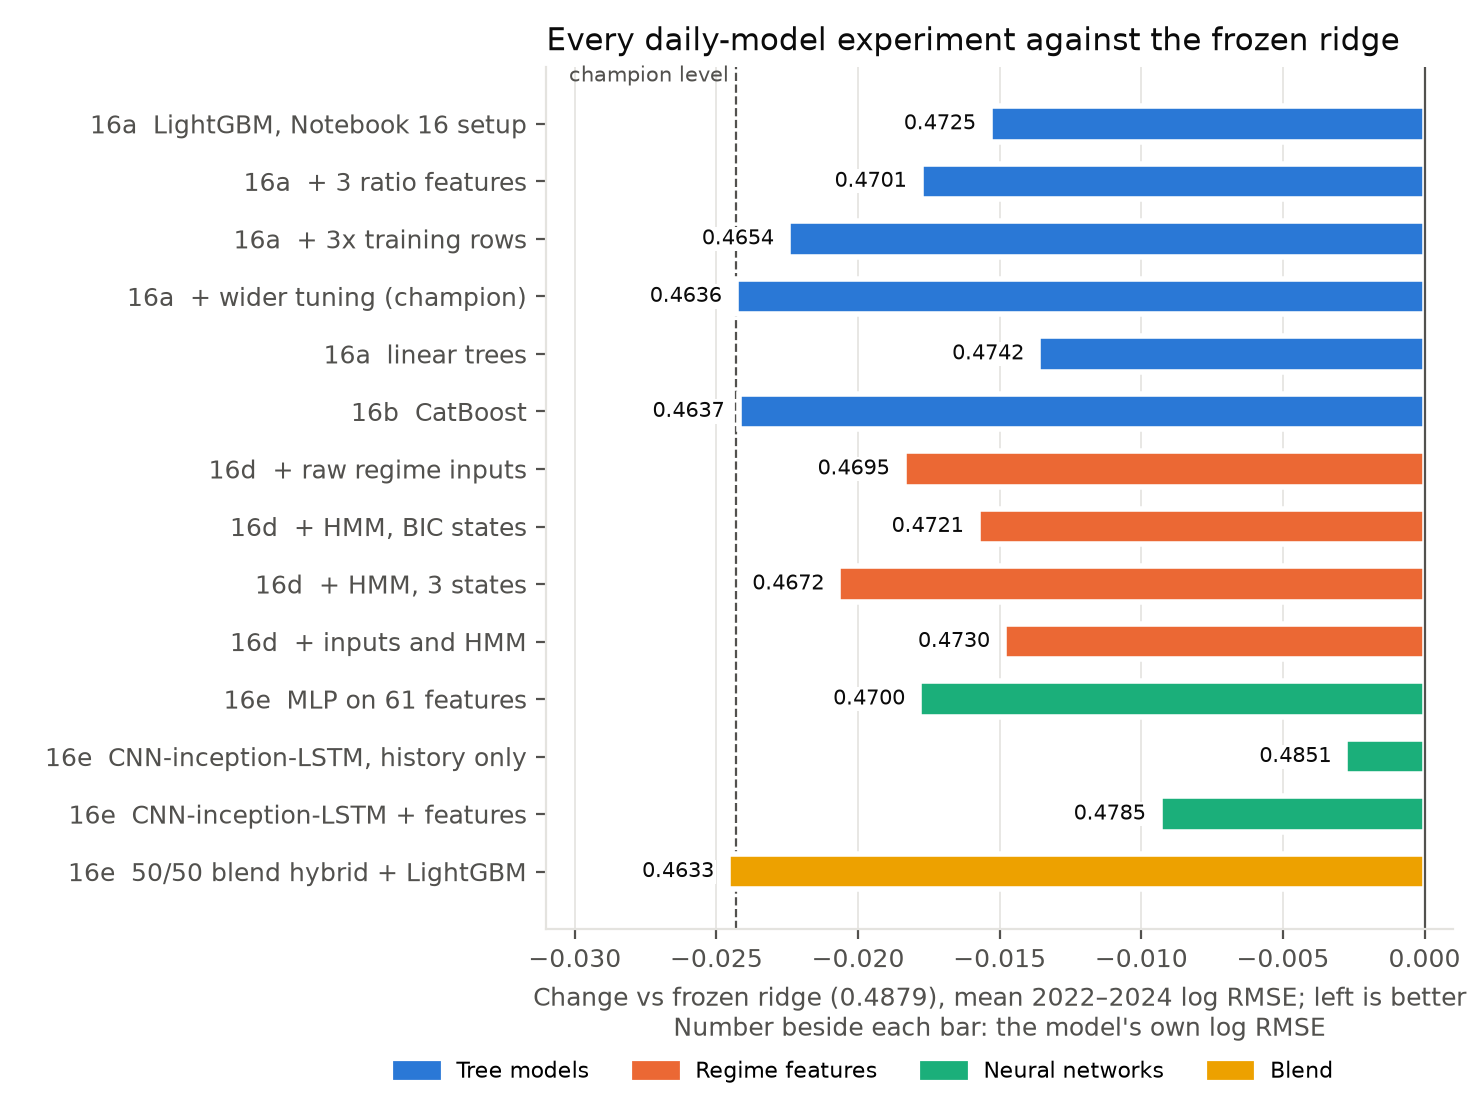 Every daily-model experiment against the frozen ridge
champion level
16a  LightGBM, Notebook 16 setup 0.4725
16a  + 3 ratio features 0.4701
16a  + 3x training rows 0.4654
16a  + wider tuning (champion) 0.4636
16a  linear trees 0.4742
16b  CatBoost 0.4637
16d  + raw regime inputs 0.4695
16d  + HMM, BIC states 0.4721
16d  + HMM, 3 states 0.4672
16d  + inputs and HMM 0.4730
16e  MLP on 61 features 0.4700
16e  CNN-inception-LSTM, history only 0.4851
16e  CNN-inception-LSTM + features 0.4785
16e  50/50 blend hybrid + LightGBM 0.4633
−0.030 −0.025 −0.020 −0.015 −0.010 −0.005 0.000
Change vs frozen ridge (0.4879), mean 2022–2024 log RMSE; left is better
Number beside each bar: the model's own log RMSE
Tree models Regime features Neural networks Blend